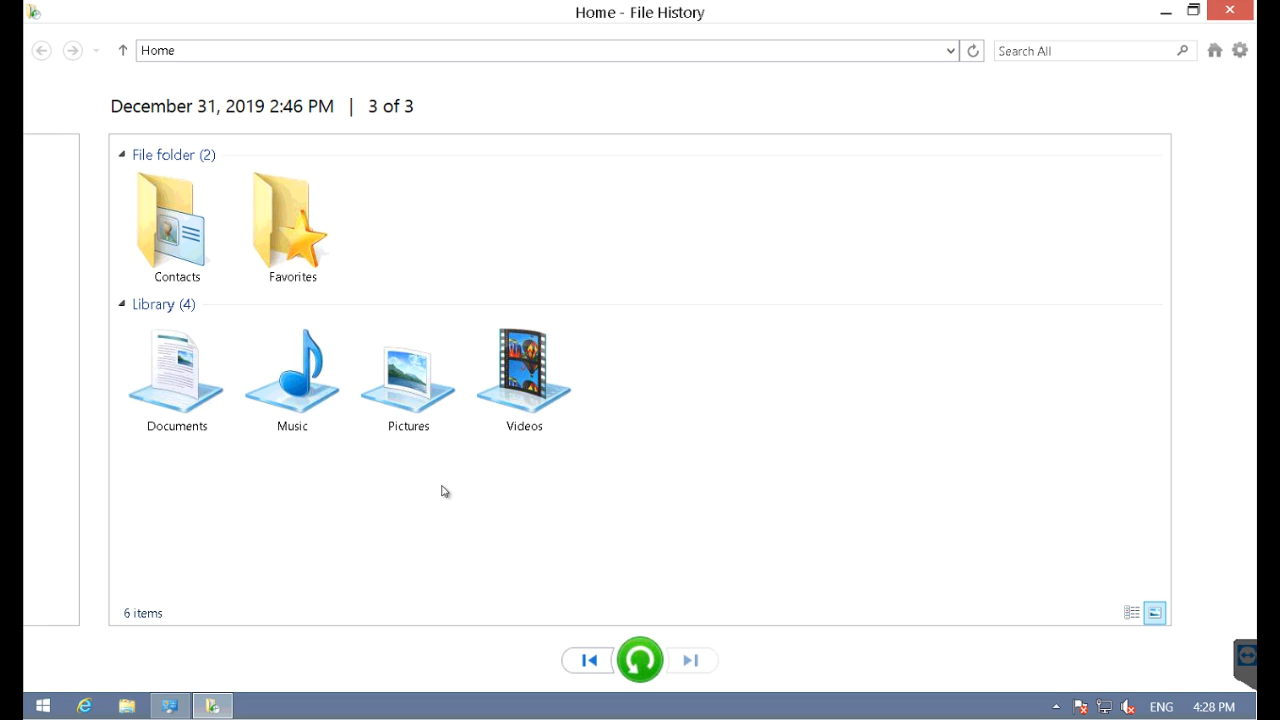 Home - File History
Home
Search All
December 31, 2019 2:46 PM | 3 of 3
File folder (2)
Contacts
Favorites
Library (4)
Documents
Music
Pictures
Videos
6 items
ENG
4:28 PM